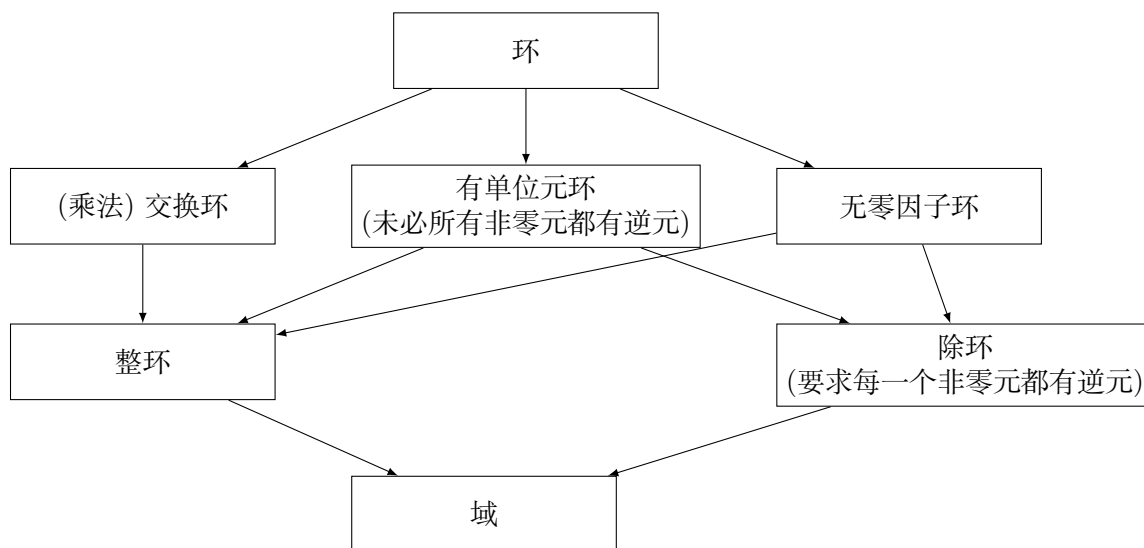 环
(乘法) 交换环
有单位元环
(未必所有非零元都有逆元)
无零因子环
整环
除环
(要求每一个非零元都有逆元)
域